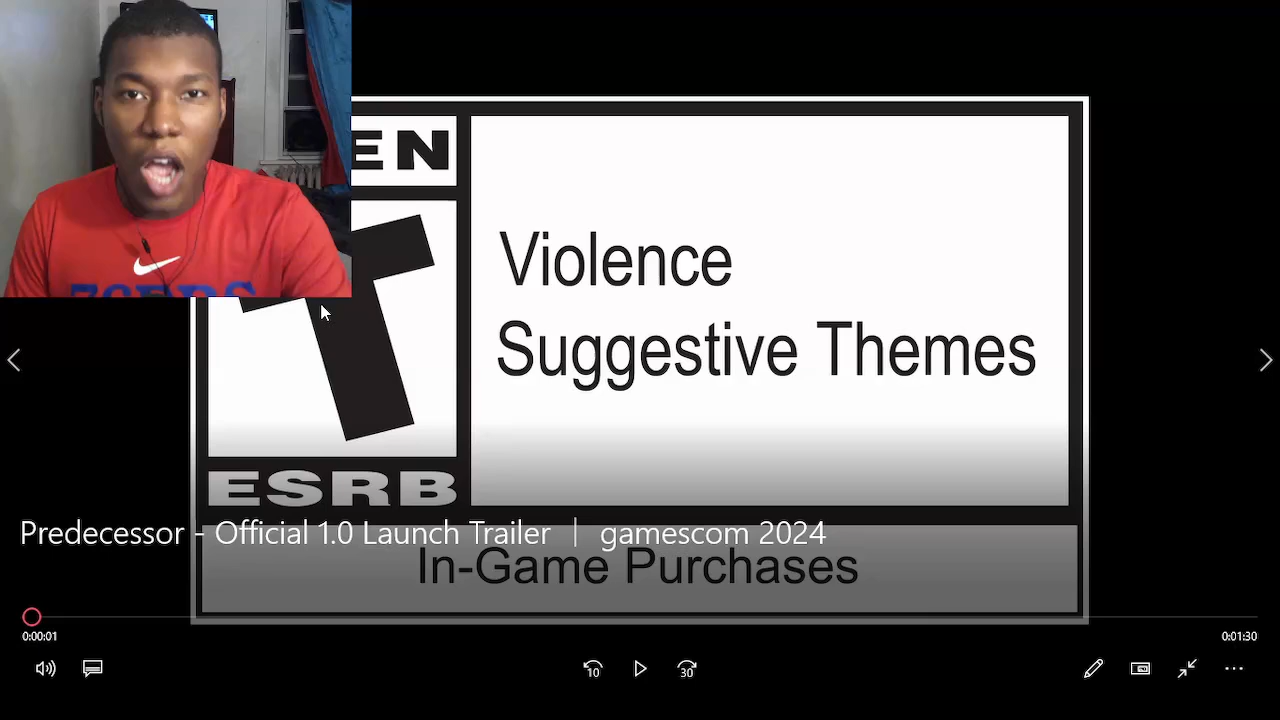 EN
T
76ERS
Violence
Suggestive Themes
ESRB
Predecessor - Official 1.0 Launch Trailer | gamescom 2024
In-Game Purchases
0:00:01
0:01:30
10
30